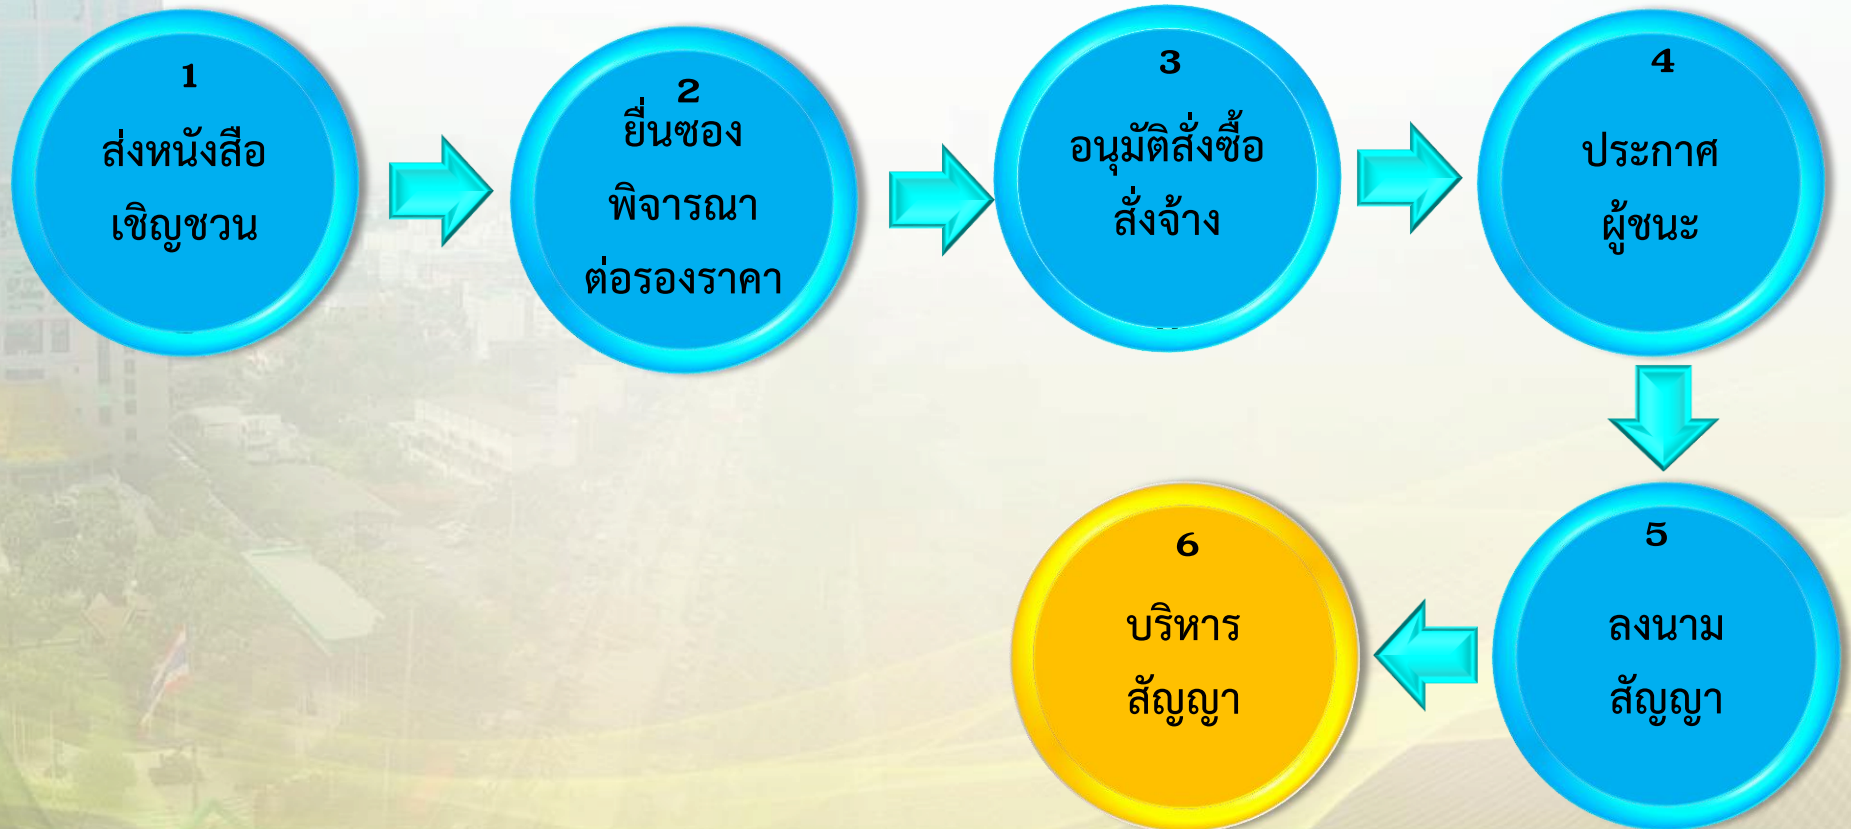 1
ส่งหนังสือ
เชิญชวน
2
ยื่นซอง
พิจารณา
ต่อรองราคา
3
อนุมัติสั่งซื้อ
สั่งจ้าง
4
ประกาศ
ผู้ชนะ
5
ลงนาม
สัญญา
6
บริหาร
สัญญา